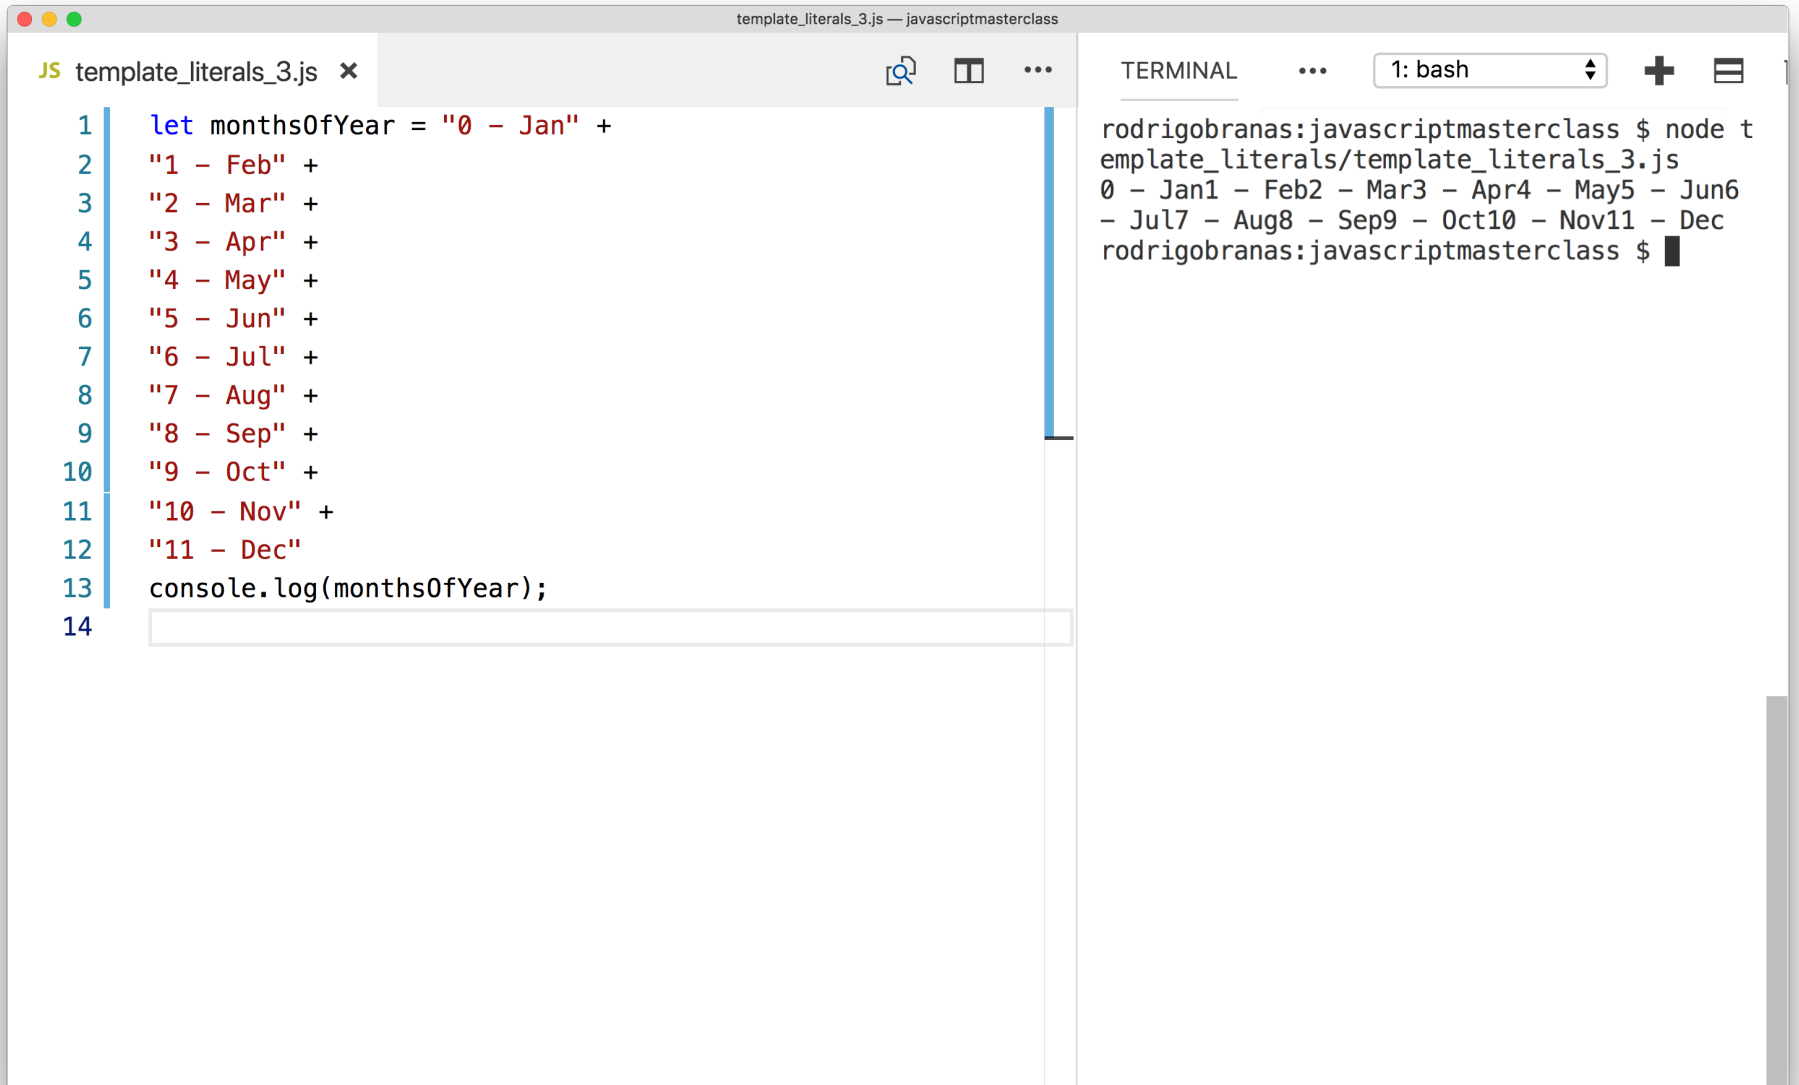 template_literals_3.js — javascriptmasterclass
JS template_literals_3.js
1 let monthsOfYear = "0 - Jan" +
2 "1 - Feb" +
3 "2 - Mar" +
4 "3 - Apr" +
5 "4 - May" +
6 "5 - Jun" +
7 "6 - Jul" +
8 "7 - Aug" +
9 "8 - Sep" +
10 "9 - Oct" +
11 "10 - Nov" +
12 "11 - Dec"
13 console.log(monthsOfYear);
14
TERMINAL
1: bash
rodrigobranas:javascriptmasterclass $ node t
emplate_literals/template_literals_3.js
0 - Jan1 - Feb2 - Mar3 - Apr4 - May5 - Jun6
- Jul7 - Aug8 - Sep9 - Oct10 - Nov11 - Dec
rodrigobranas:javascriptmasterclass $